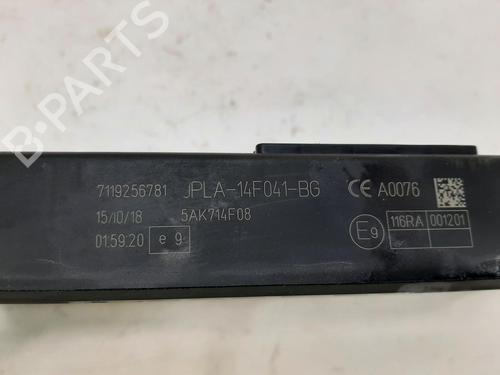 B-PARTS
7119256781 JPLA-14F041-BG CE A0076
15/10/18 5AK714F08
01:59:20 e 9
E9 116RA 001201